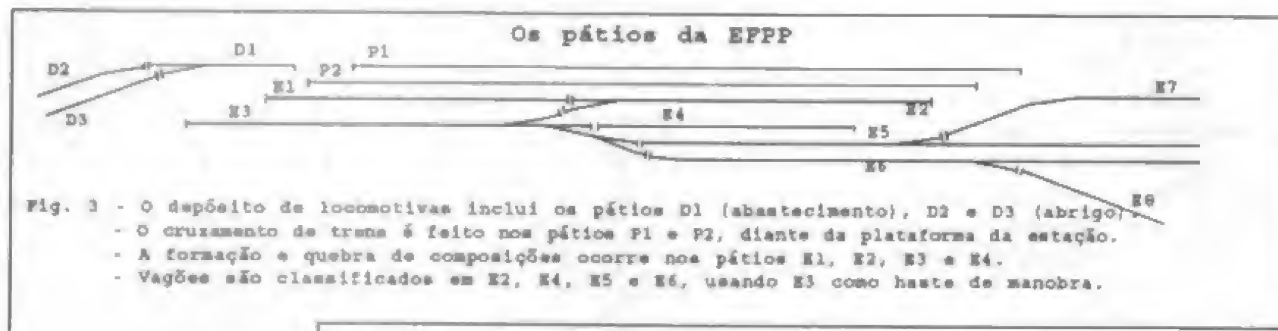 Os pátios da EFPP
D1
P1
D2
P2
E1
E7
D3
E3
E4
E2
E5
E6
E8
Fig. 3 - O depósito de locomotivas inclui os pátios D1 (abastecimento), D2 e D3 (abrigo).
- O cruzamento de trens é feito nos pátios P1 e P2, diante da plataforma da estação.
- A formação e quebra de composições ocorre nos pátios E1, E2, E3 e E4.
- Vagões são classificados em E2, E4, E5 e E6, usando E3 como haste de manobra.